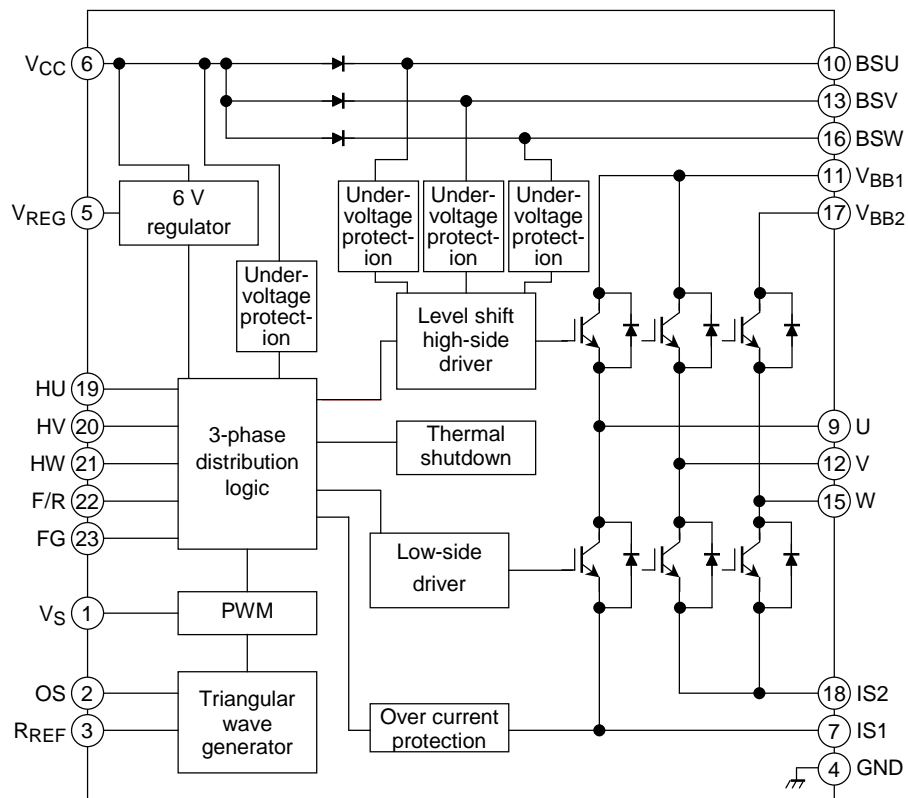 VCC 6
10 BSU
13 BSV
16 BSW
11 VBB1
17 VBB2
VREG 5
6 V
regulator
Under-
voltage
protect-
ion
Under-
voltage
protect-
ion
Under-
voltage
protect-
ion
Under-
voltage
protect-
ion
Level shift
high-side
driver
HU 19
HV 20
HW 21
F/R 22
FG 23
3-phase
distribution
logic
Thermal
shutdown
9 U
12 V
15 W
Low-side
driver
VS 1
PWM
OS 2
RREF 3
Triangular
wave
generator
Over current
protection
18 IS2
7 IS1
4 GND